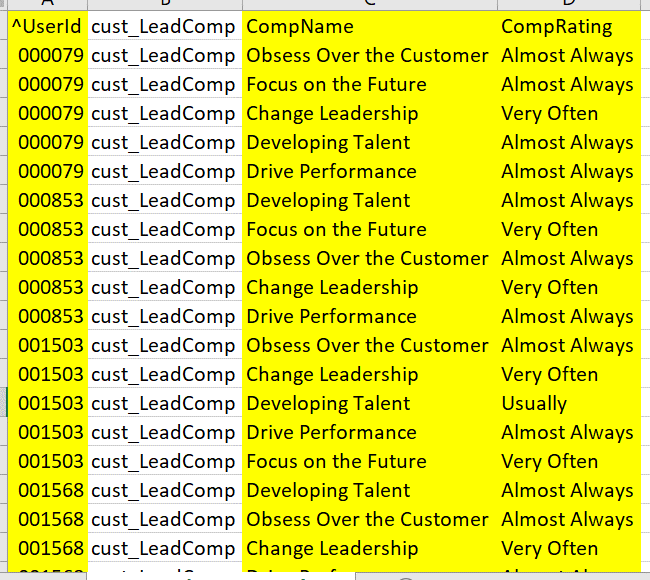 ^UserId cust_LeadComp CompName CompRating
000079 cust_LeadComp Obsess Over the Customer Almost Always
000079 cust_LeadComp Focus on the Future Almost Always
000079 cust_LeadComp Change Leadership Very Often
000079 cust_LeadComp Developing Talent Almost Always
000079 cust_LeadComp Drive Performance Almost Always
000853 cust_LeadComp Developing Talent Almost Always
000853 cust_LeadComp Focus on the Future Very Often
000853 cust_LeadComp Obsess Over the Customer Almost Always
000853 cust_LeadComp Change Leadership Very Often
000853 cust_LeadComp Drive Performance Almost Always
001503 cust_LeadComp Obsess Over the Customer Almost Always
001503 cust_LeadComp Change Leadership Very Often
001503 cust_LeadComp Developing Talent Usually
001503 cust_LeadComp Drive Performance Almost Always
001503 cust_LeadComp Focus on the Future Very Often
001568 cust_LeadComp Developing Talent Almost Always
001568 cust_LeadComp Obsess Over the Customer Almost Always
001568 cust_LeadComp Change Leadership Very Often